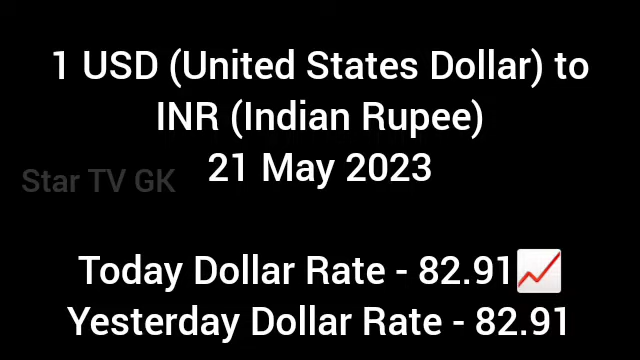 1 USD (United States Dollar) to
INR (Indian Rupee)
21 May 2023
Star TV GK
Today Dollar Rate - 82.91📈
Yesterday Dollar Rate - 82.91